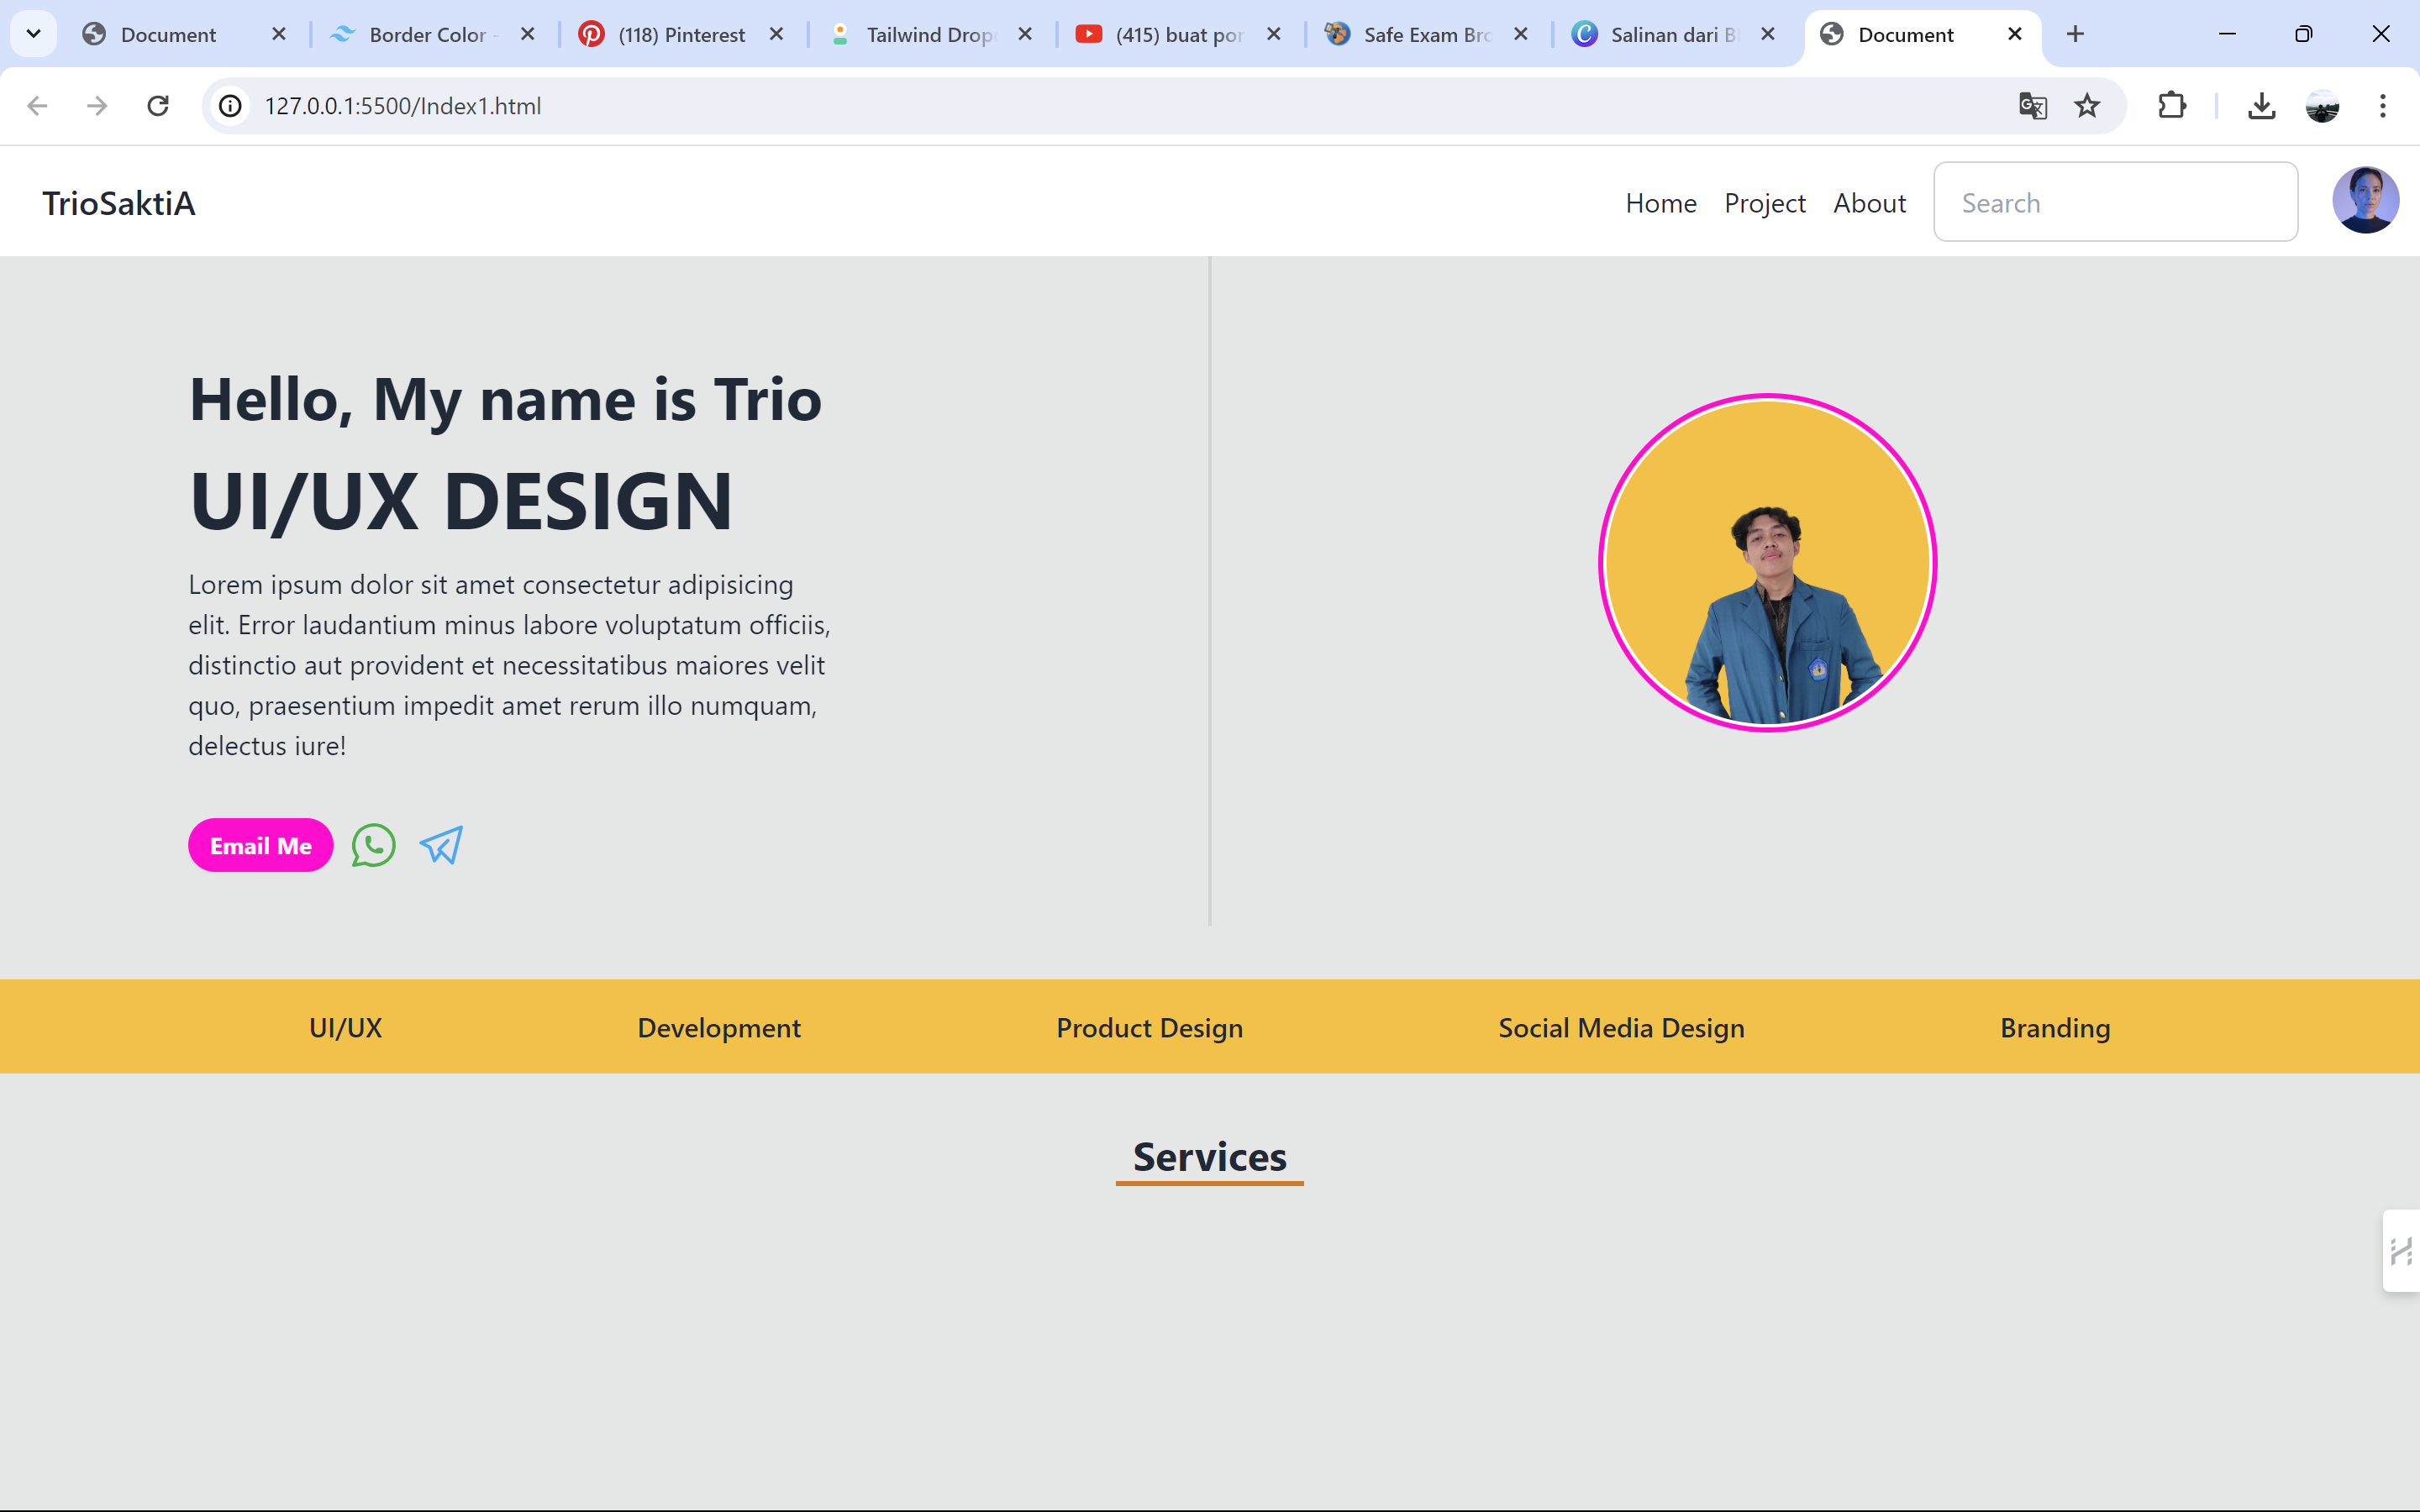 Document
Border Color -
(118) Pinterest
Tailwind Drop
(415) buat por
Safe Exam Bro
Salinan dari Bl
Document
127.0.0.1:5500/Index1.html
TrioSaktiA
Home
Project
About
Search
Hello, My name is Trio
UI/UX DESIGN
Lorem ipsum dolor sit amet consectetur adipisicing
elit. Error laudantium minus labore voluptatum officiis,
distinctio aut provident et necessitatibus maiores velit
quo, praesentium impedit amet rerum illo numquam,
delectus iure!
Email Me
UI/UX
Development
Product Design
Social Media Design
Branding
Services